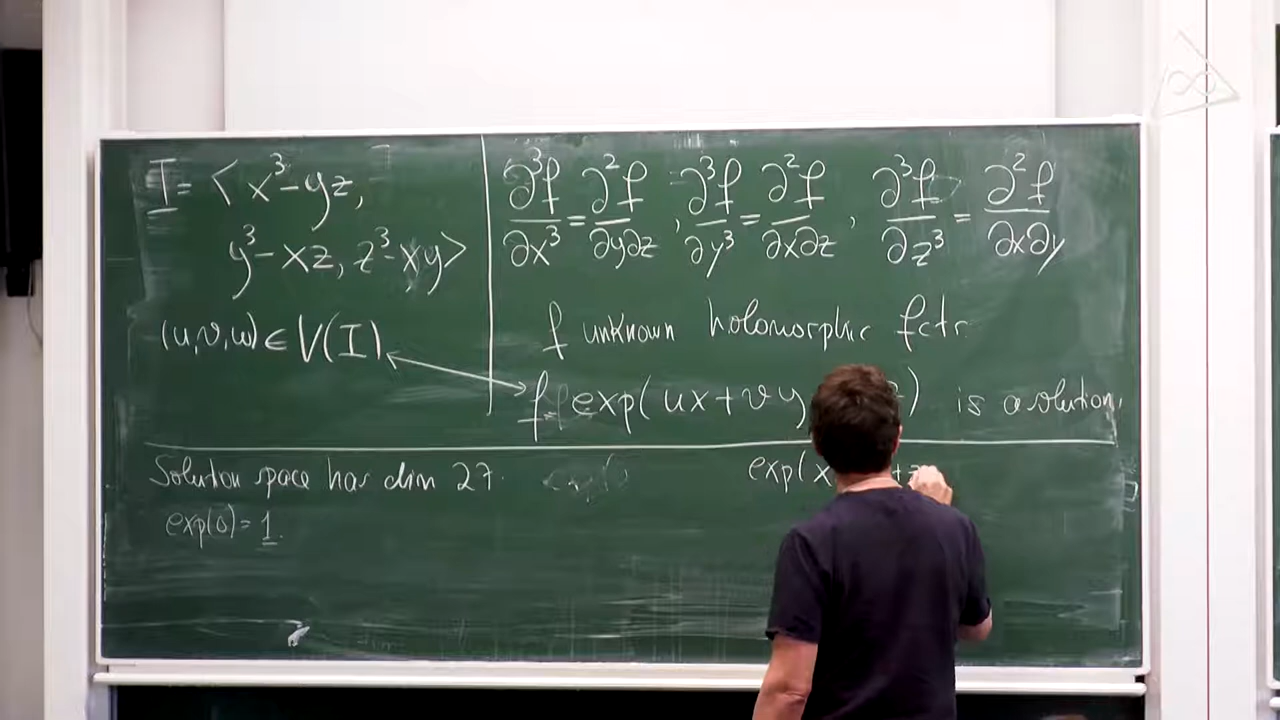 I = ⟨ x³-yz,
y³-xz, z³-xy ⟩
(u,v,w) ∈ V(I)
∂³f/∂x³ = ∂²f/∂y∂z , ∂³f/∂y³ = ∂²f/∂x∂z , ∂³f/∂z³ = ∂²f/∂x∂y
f unknown holomorphic fctr.
f exp( ux+vy ) is a solution.
Solution space has dim 27.
exp(0) = 1.
exp(x +z